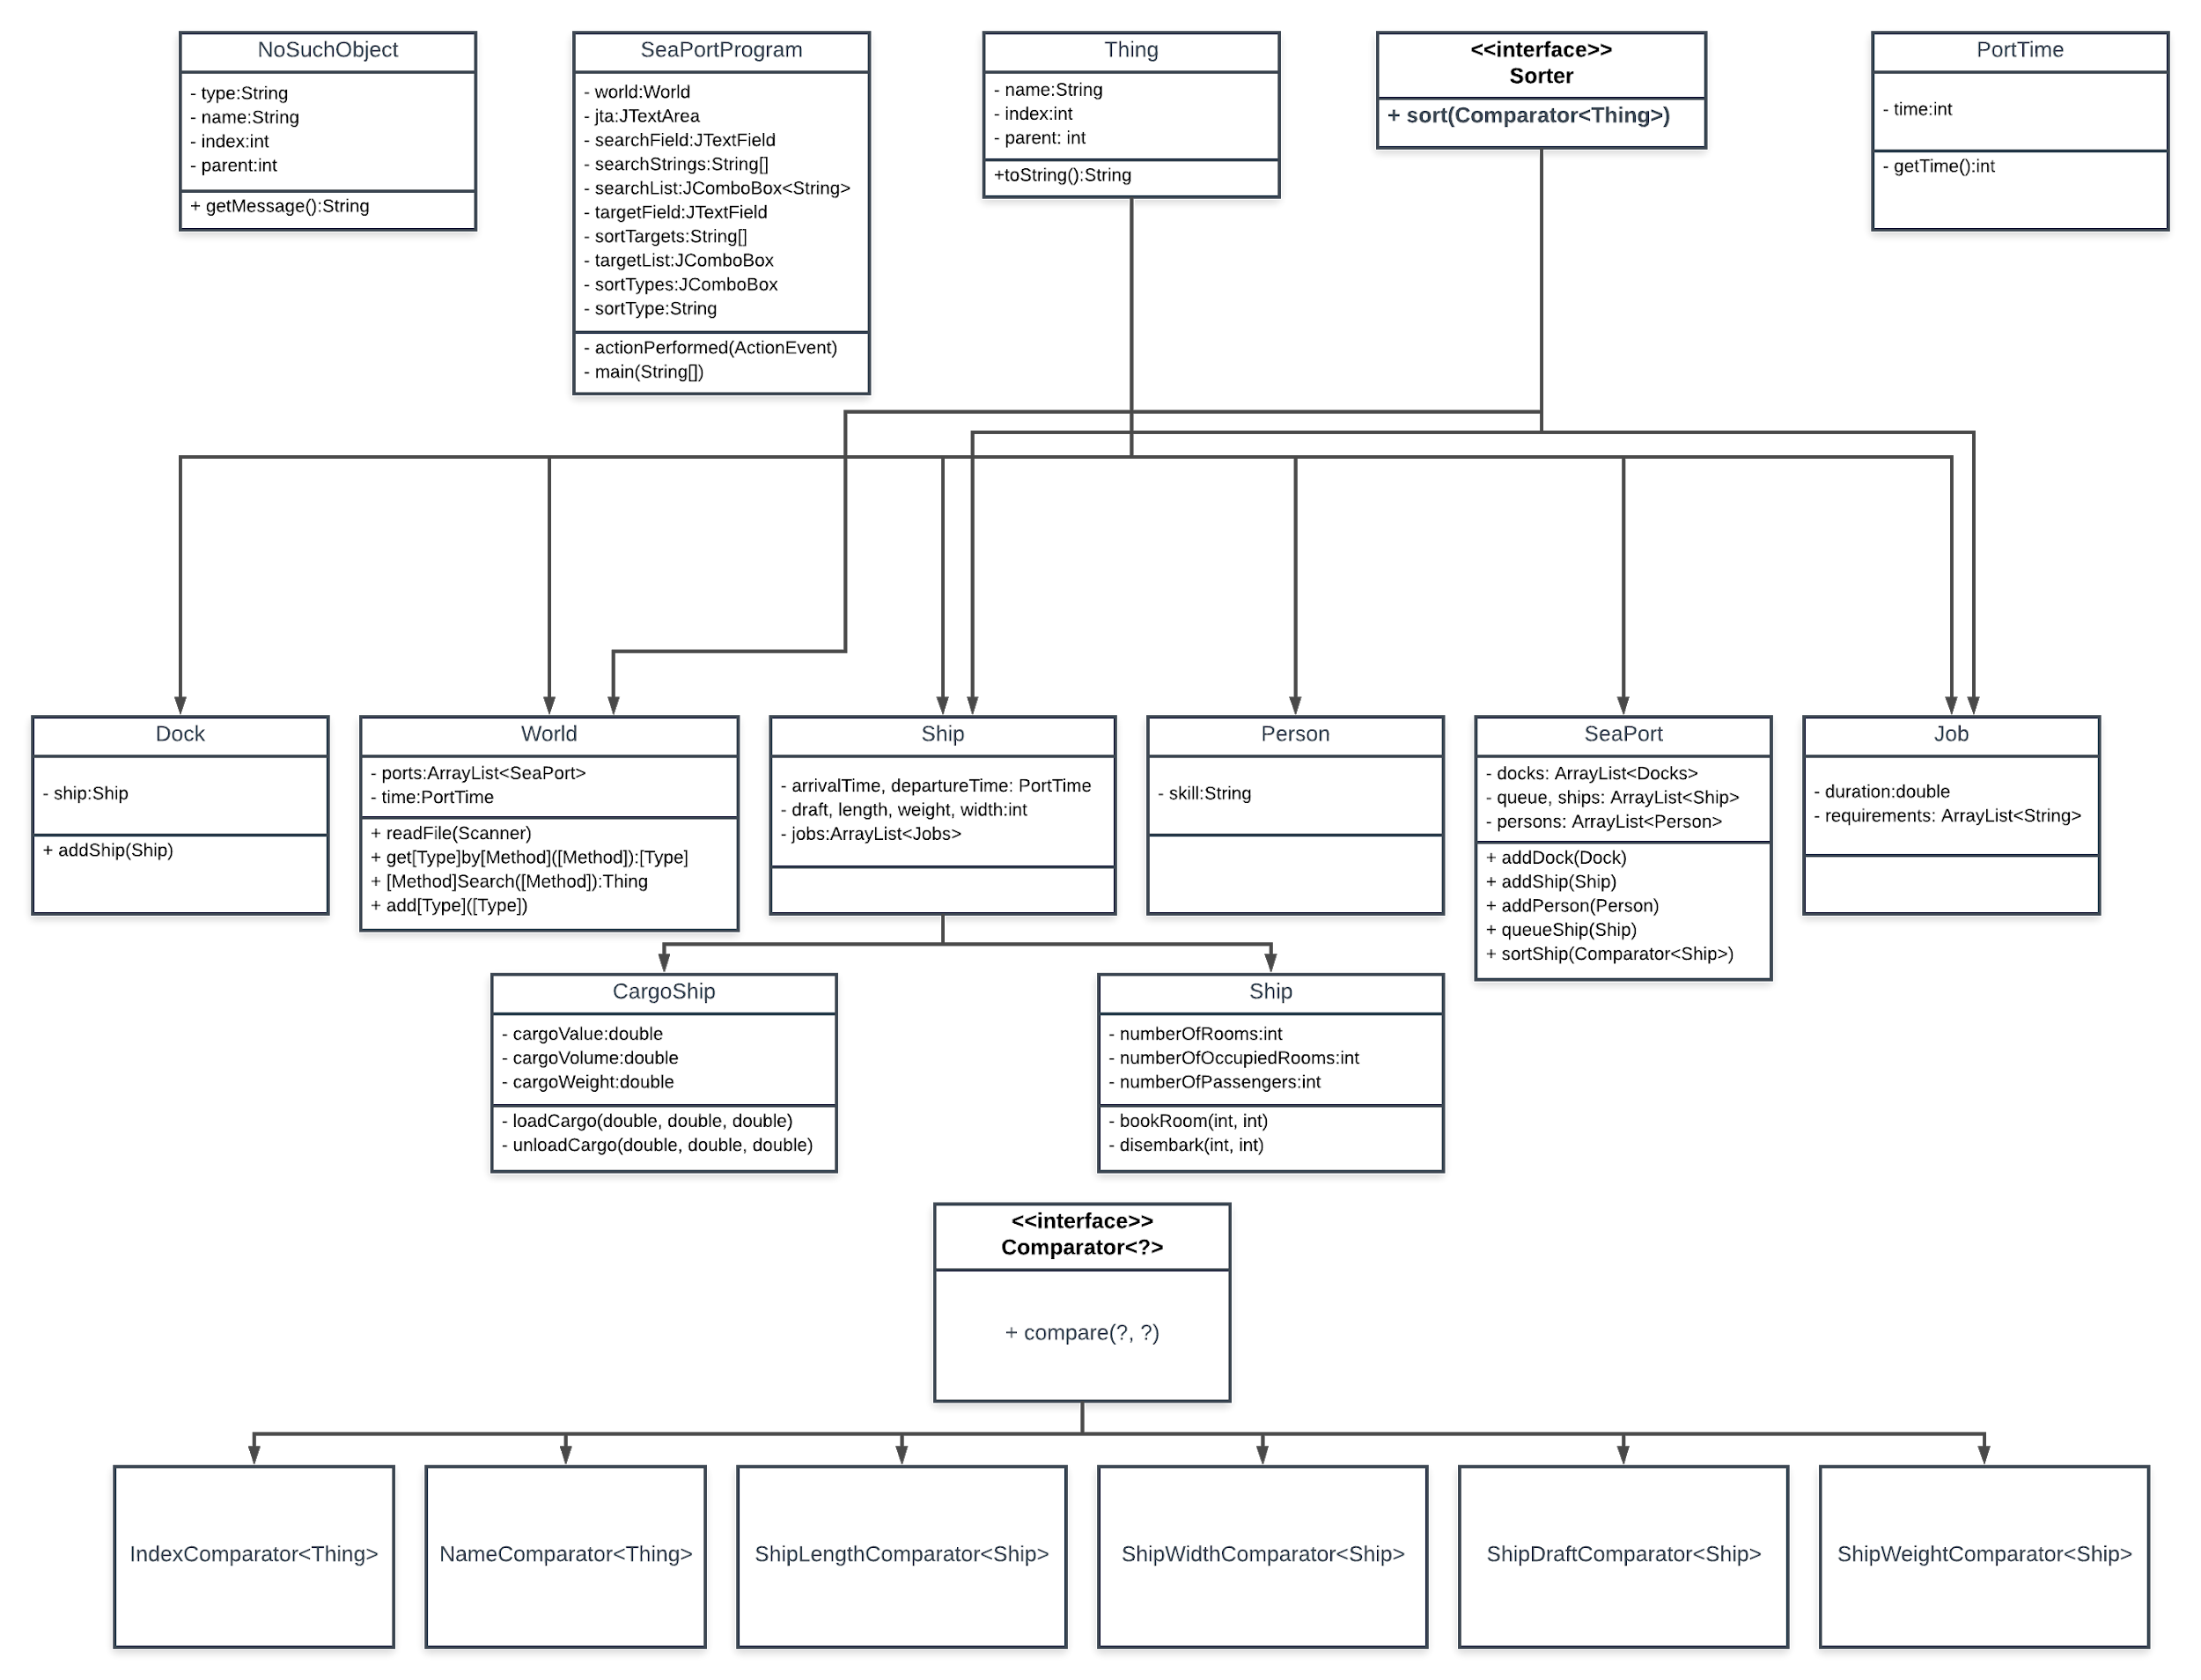 NoSuchObject
- type:String
- name:String
- index:int
- parent:int
+ getMessage():String
SeaPortProgram
- world:World
- jta:JTextArea
- searchField:JTextField
- searchStrings:String[]
- searchList:JComboBox<String>
- targetField:JTextField
- sortTargets:String[]
- targetList:JComboBox
- sortTypes:JComboBox
- sortType:String
- actionPerformed(ActionEvent)
- main(String[])
Thing
- name:String
- index:int
- parent: int
+toString():String
<<interface>>
Sorter
+ sort(Comparator<Thing>)
PortTime
- time:int
- getTime():int
Dock
- ship:Ship
+ addShip(Ship)
World
- ports:ArrayList<SeaPort>
- time:PortTime
+ readFile(Scanner)
+ get[Type]by[Method]([Method]):[Type]
+ [Method]Search([Method]):Thing
+ add[Type]([Type])
Ship
- arrivalTime, departureTime: PortTime
- draft, length, weight, width:int
- jobs:ArrayList<Jobs>
Person
- skill:String
SeaPort
- docks: ArrayList<Docks>
- queue, ships: ArrayList<Ship>
- persons: ArrayList<Person>
+ addDock(Dock)
+ addShip(Ship)
+ addPerson(Person)
+ queueShip(Ship)
+ sortShip(Comparator<Ship>)
Job
- duration:double
- requirements: ArrayList<String>
CargoShip
- cargoValue:double
- cargoVolume:double
- cargoWeight:double
- loadCargo(double, double, double)
- unloadCargo(double, double, double)
Ship
- numberOfRooms:int
- numberOfOccupiedRooms:int
- numberOfPassengers:int
- bookRoom(int, int)
- disembark(int, int)
<<interface>>
Comparator<?>
+ compare(?, ?)
IndexComparator<Thing>
NameComparator<Thing>
ShipLengthComparator<Ship>
ShipWidthComparator<Ship>
ShipDraftComparator<Ship>
ShipWeightComparator<Ship>